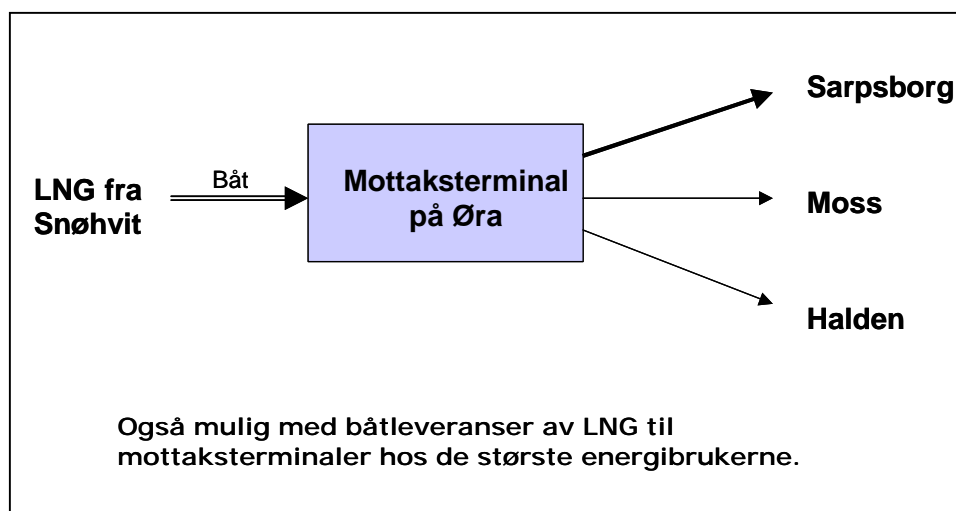 LNG fra
Snøhvit
Båt
Mottaksterminal
på Øra
Sarpsborg
Moss
Halden
Også mulig med båtleveranser av LNG til
mottaksterminaler hos de største energibrukerne.